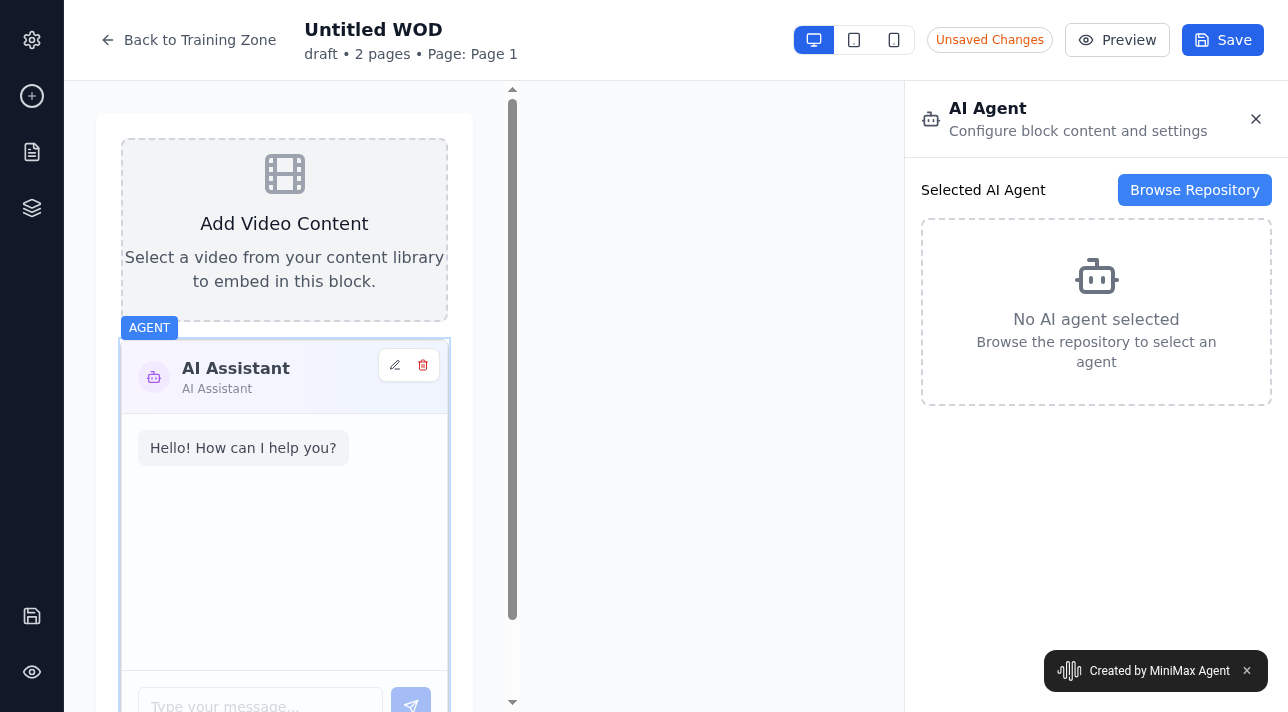 Back to Training Zone
Untitled WOD
draft • 2 pages • Page: Page 1
Unsaved Changes
Preview
Save
Add Video Content
Select a video from your content library
to embed in this block.
AGENT
AI Assistant
AI Assistant
Hello! How can I help you?
Type your message...
AI Agent
Configure block content and settings
Selected AI Agent
Browse Repository
No AI agent selected
Browse the repository to select an
agent
Created by MiniMax Agent